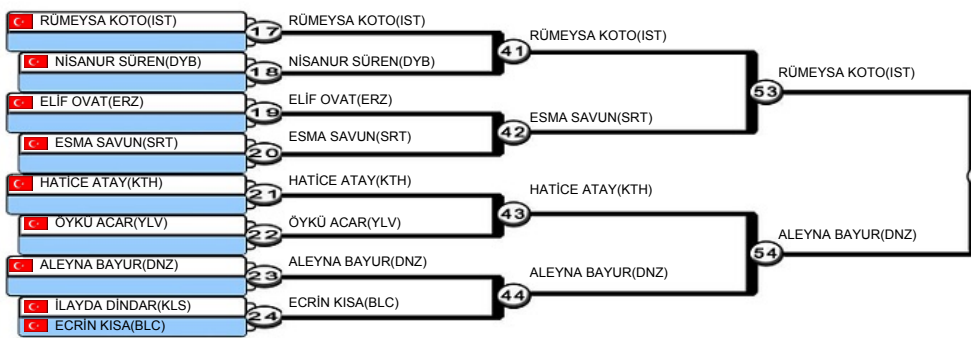 RÜMEYSA KOTO(IST)
NİSANUR SÜREN(DYB)
ELİF OVAT(ERZ)
ESMA SAVUN(SRT)
HATİCE ATAY(KTH)
ÖYKÜ ACAR(YLV)
ALEYNA BAYUR(DNZ)
İLAYDA DİNDAR(KLS)
ECRİN KISA(BLC)
17
18
19
20
21
22
23
24
RÜMEYSA KOTO(IST)
NİSANUR SÜREN(DYB)
ELİF OVAT(ERZ)
ESMA SAVUN(SRT)
HATİCE ATAY(KTH)
ÖYKÜ ACAR(YLV)
ALEYNA BAYUR(DNZ)
ECRİN KISA(BLC)
41
42
43
44
RÜMEYSA KOTO(IST)
ESMA SAVUN(SRT)
HATİCE ATAY(KTH)
ALEYNA BAYUR(DNZ)
53
54
RÜMEYSA KOTO(IST)
ALEYNA BAYUR(DNZ)